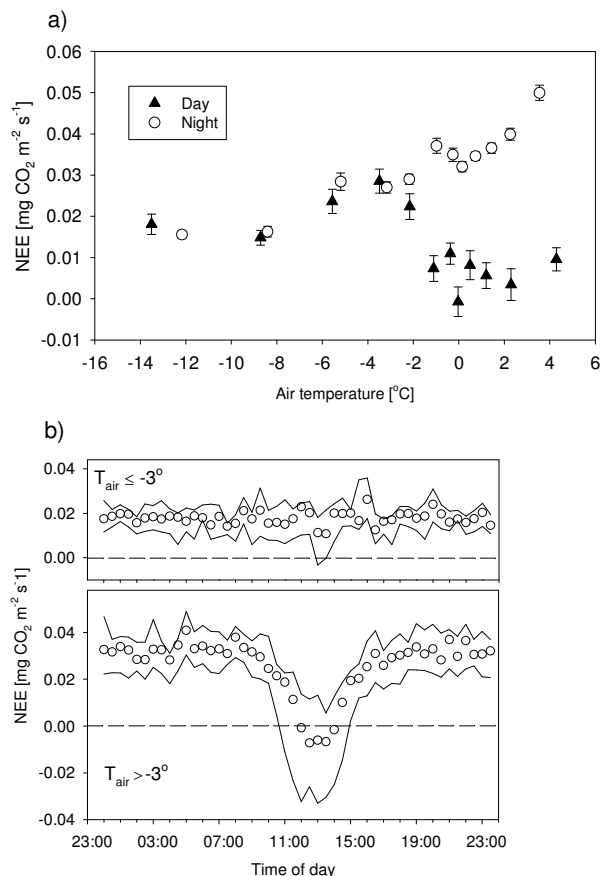 a)
0.06
0.05
0.04
0.03
0.02
0.01
0.00
-0.01
NEE [mg CO₂ m⁻² s⁻¹]
Day
Night
-16 -14 -12 -10 -8 -6 -4 -2 0 2 4 6
Air temperature [°C]
b)
T_air ≤ -3°
0.04
0.02
0.00
NEE [mg CO₂ m⁻² s⁻¹]
0.04
0.02
0.00
-0.02
-0.04
T_air > -3°
23:00 03:00 07:00 11:00 15:00 19:00 23:00
Time of day